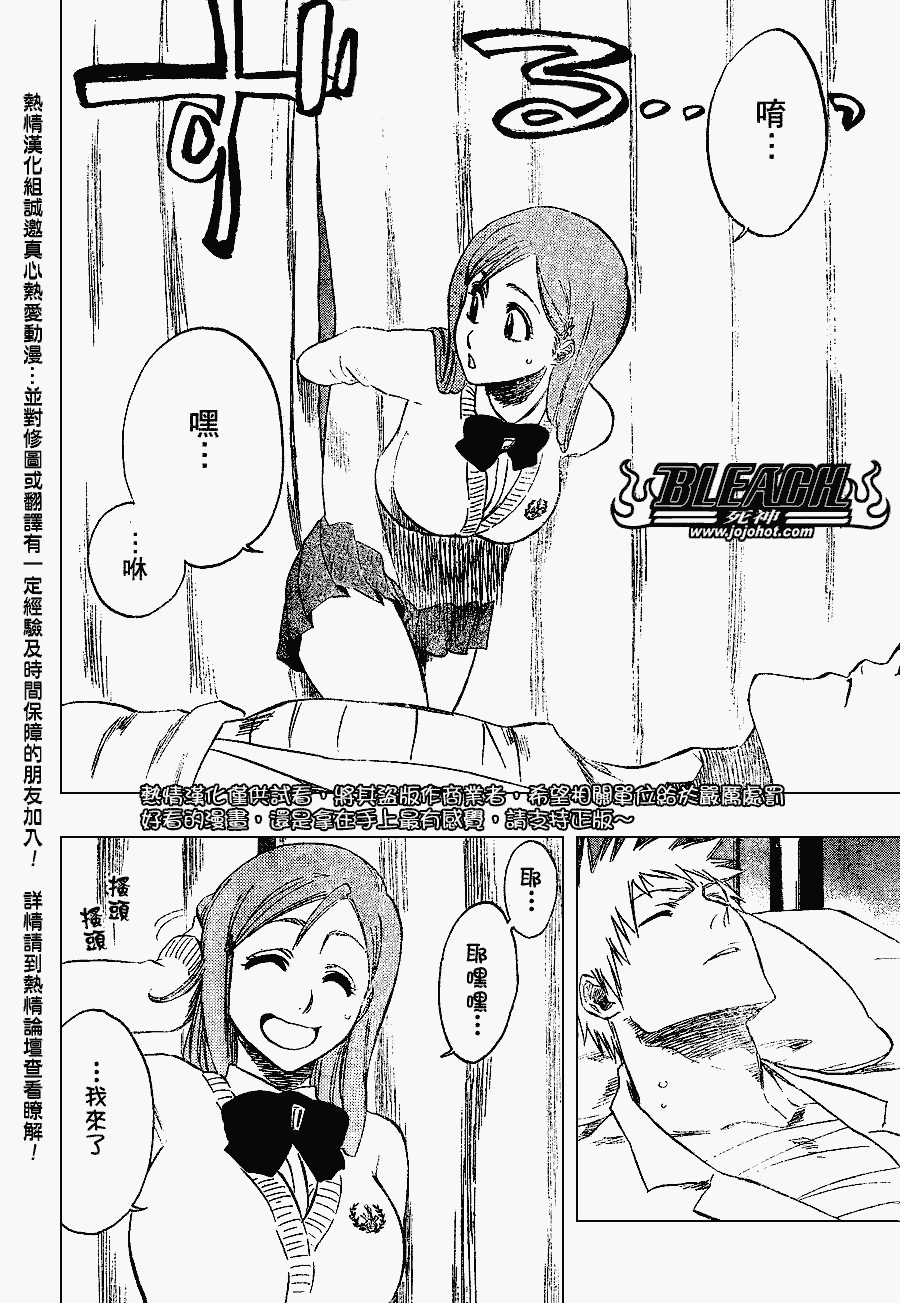 唷…
嘿…
…咻
BLEACH
死神
www.jojohot.com
熱情漢化組誠邀真心熱愛動漫…並對修圖或翻譯有一定經驗及時間保障的朋友加入！ 詳情請到熱情論壇查看瞭解！
熱情漢化僅供試看，將其盜版作商業者，希望相關單位給於嚴厲處罰
好看的漫畫，還是拿在手上最有感覺，請支持正版～
耶…
耶嘿嘿…
搔頭
搔頭
…我來了